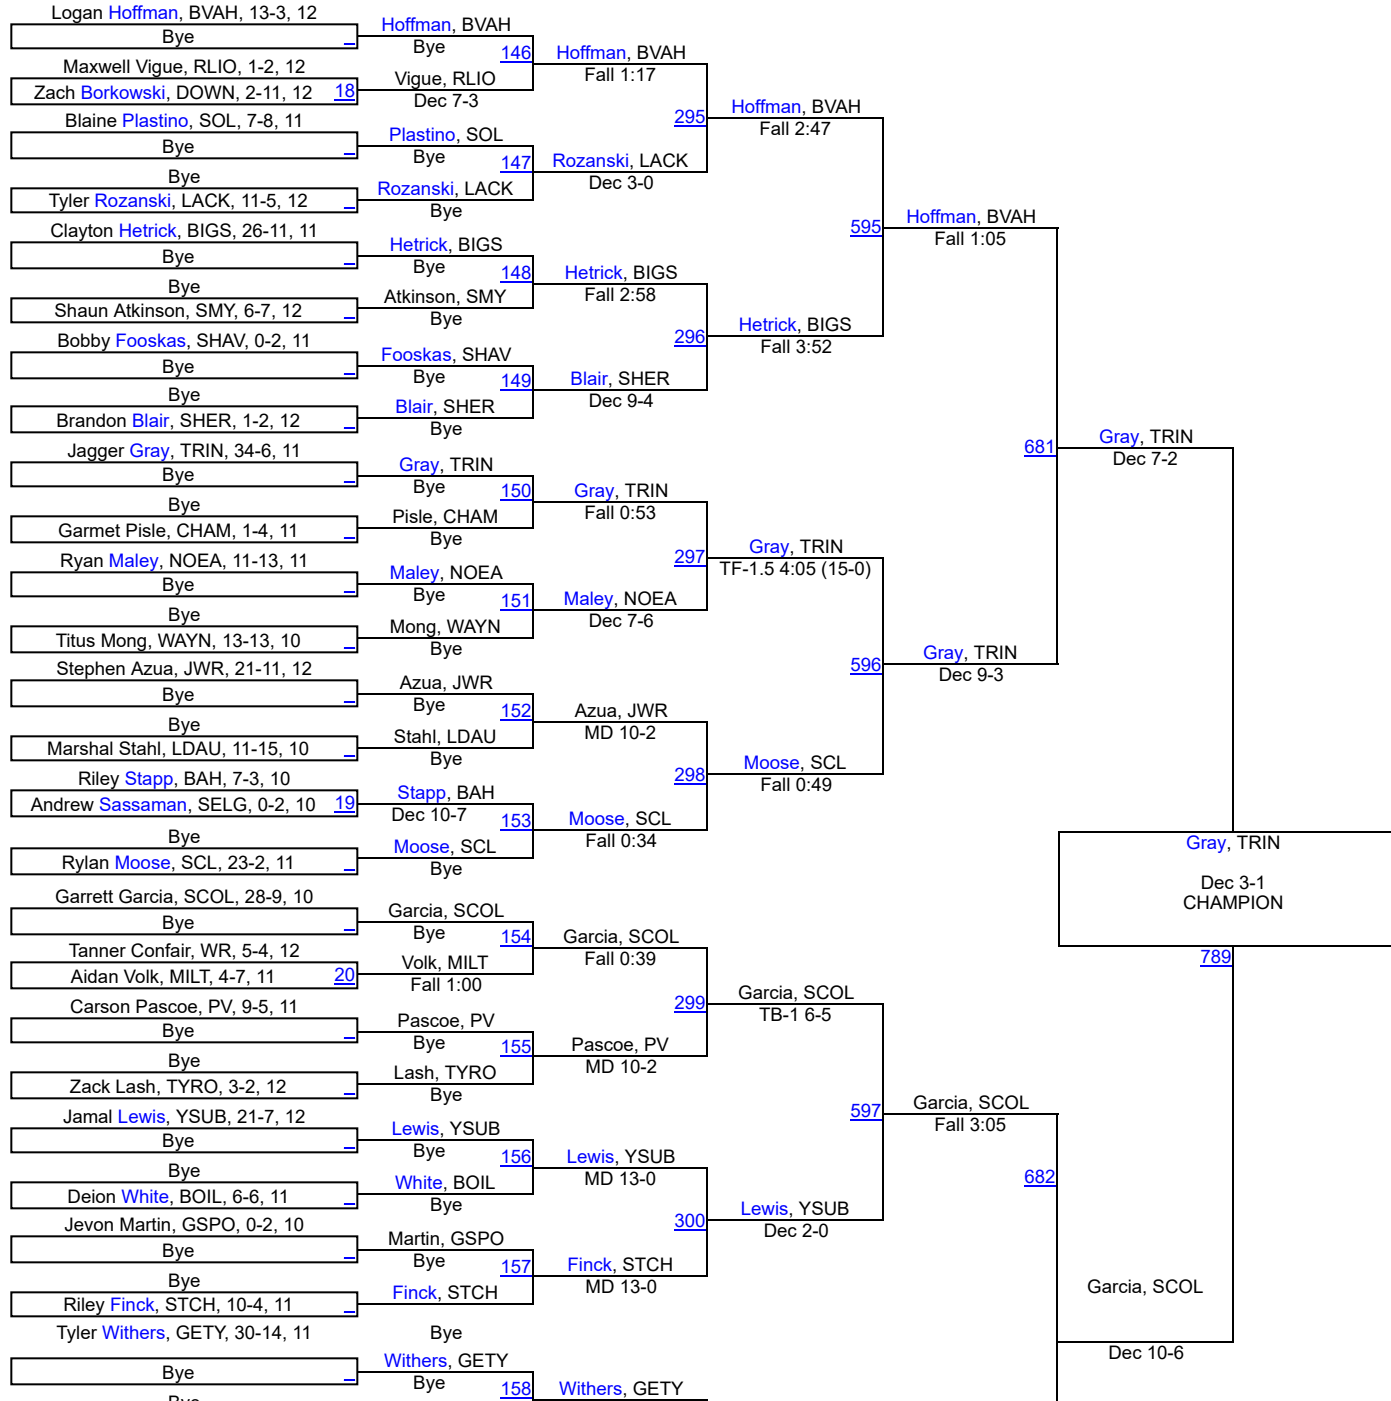 Logan Hoffman, BVAH, 13-3, 12
Bye
Maxwell Vigue, RLIO, 1-2, 12
Zach Borkowski, DOWN, 2-11, 12 18
Blaine Plastino, SOL, 7-8, 11
Bye
Bye
Tyler Rozanski, LACK, 11-5, 12
Clayton Hetrick, BIGS, 26-11, 11
Bye
Bye
Shaun Atkinson, SMY, 6-7, 12
Bobby Fooskas, SHAV, 0-2, 11
Bye
Bye
Brandon Blair, SHER, 1-2, 12
Jagger Gray, TRIN, 34-6, 11
Bye
Bye
Garmet Pisle, CHAM, 1-4, 11
Ryan Maley, NOEA, 11-13, 11
Bye
Bye
Titus Mong, WAYN, 13-13, 10
Stephen Azua, JWR, 21-11, 12
Bye
Bye
Marshal Stahl, LDAU, 11-15, 10
Riley Stapp, BAH, 7-3, 10
Andrew Sassaman, SELG, 0-2, 10 19
Bye
Rylan Moose, SCL, 23-2, 11
Garrett Garcia, SCOL, 28-9, 10
Bye
Tanner Confair, WR, 5-4, 12
Aidan Volk, MILT, 4-7, 11 20
Carson Pascoe, PV, 9-5, 11
Bye
Bye
Zack Lash, TYRO, 3-2, 12
Jamal Lewis, YSUB, 21-7, 12
Bye
Bye
Deion White, BOIL, 6-6, 11
Jevon Martin, GSPO, 0-2, 10
Bye
Bye
Riley Finck, STCH, 10-4, 11
Tyler Withers, GETY, 30-14, 11
Bye
Bye
Hoffman, BVAH
Bye
146
Vigue, RLIO
Dec 7-3
Plastino, SOL
Bye
147
Rozanski, LACK
Bye
Hetrick, BIGS
Bye
148
Atkinson, SMY
Bye
Fooskas, SHAV
Bye
149
Blair, SHER
Bye
Gray, TRIN
Bye
150
Pisle, CHAM
Bye
Maley, NOEA
Bye
151
Mong, WAYN
Bye
Azua, JWR
Bye
152
Stahl, LDAU
Bye
Stapp, BAH
Dec 10-7
153
Moose, SCL
Bye
Garcia, SCOL
Bye
154
Volk, MILT
Fall 1:00
Pascoe, PV
Bye
155
Lash, TYRO
Bye
Lewis, YSUB
Bye
156
White, BOIL
Bye
Martin, GSPO
Bye
157
Finck, STCH
Bye
Withers, GETY
Bye
158
Hoffman, BVAH
Fall 1:17
295
Rozanski, LACK
Dec 3-0
Hetrick, BIGS
Fall 2:58
296
Blair, SHER
Dec 9-4
Gray, TRIN
Fall 0:53
297
Maley, NOEA
Dec 7-6
Azua, JWR
MD 10-2
298
Moose, SCL
Fall 0:34
Garcia, SCOL
Fall 0:39
299
Pascoe, PV
MD 10-2
Lewis, YSUB
MD 13-0
300
Finck, STCH
MD 13-0
Withers, GETY
Hoffman, BVAH
Fall 2:47
595
Hetrick, BIGS
Fall 3:52
Gray, TRIN
TF-1.5 4:05 (15-0)
596
Moose, SCL
Fall 0:49
Garcia, SCOL
TB-1 6-5
597
Lewis, YSUB
Dec 2-0
Hoffman, BVAH
Fall 1:05
681
Gray, TRIN
Dec 9-3
Garcia, SCOL
Fall 3:05
682
Gray, TRIN
Dec 7-2
Gray, TRIN
Dec 3-1
CHAMPION
789
Garcia, SCOL
Dec 10-6